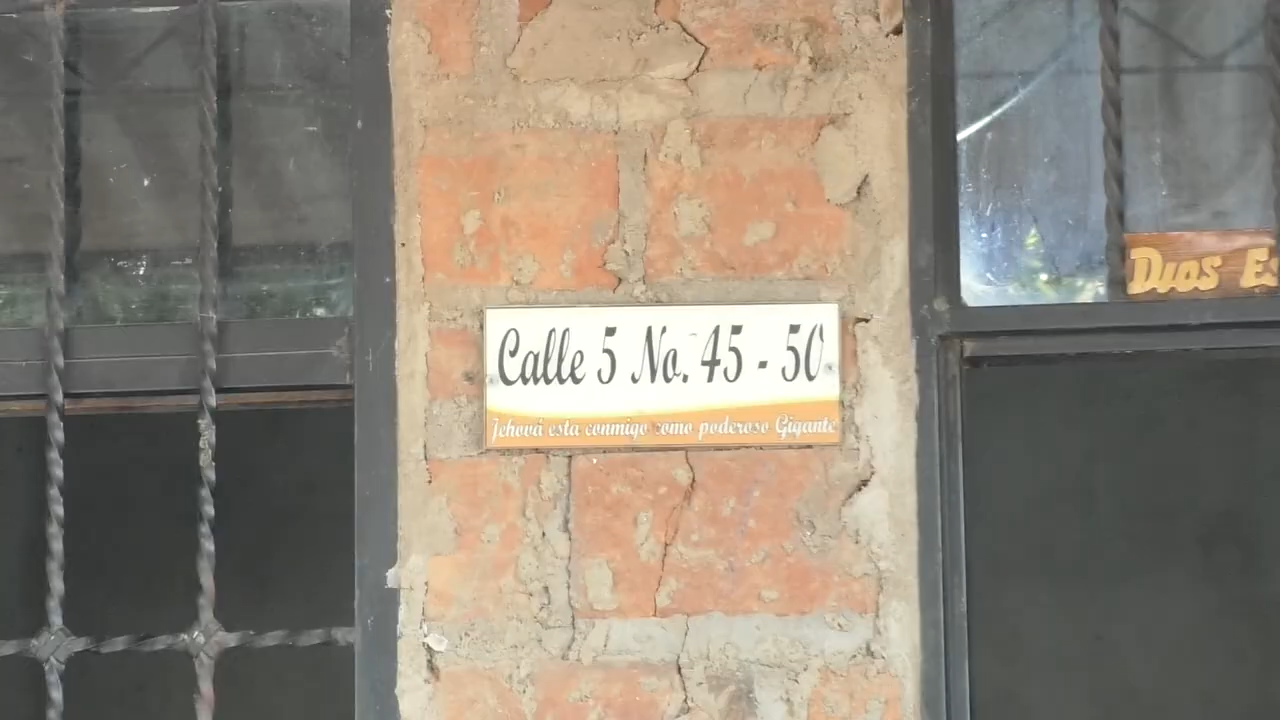 Calle 5 No. 45 - 50
Jehová esta conmigo como poderoso Gigante
Dios Es